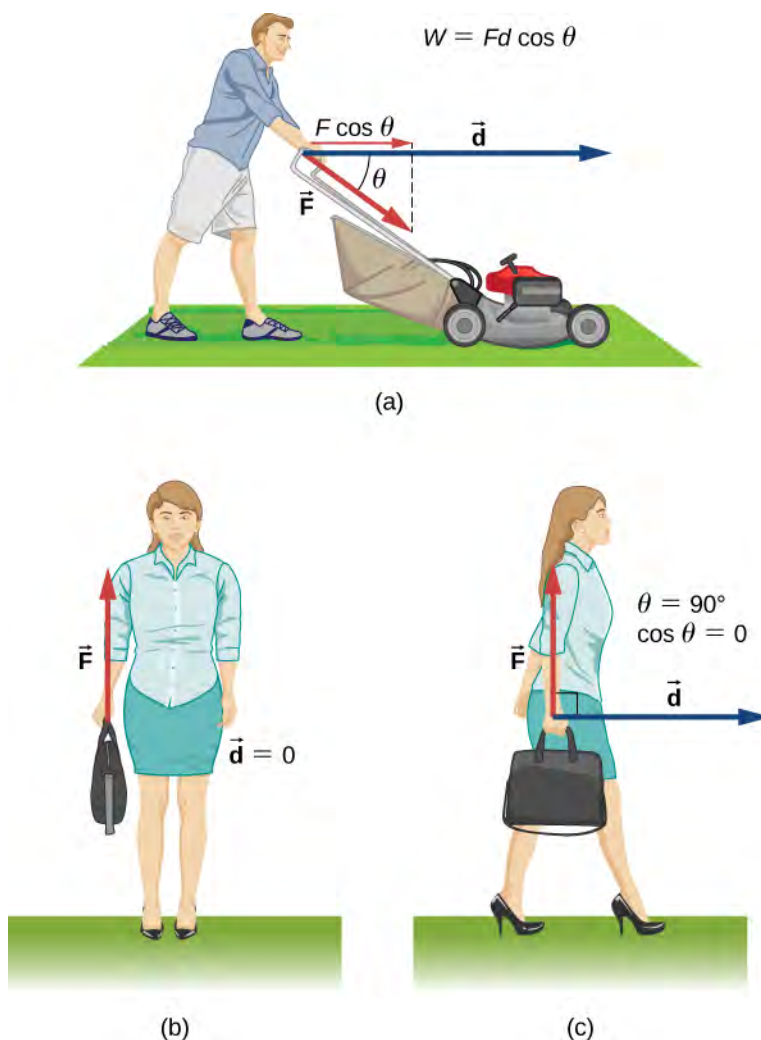 W = Fd cos θ
F cos θ
d⃗
θ
F⃗
(a)
F⃗
d⃗ = 0
(b)
θ = 90°
cos θ = 0
F⃗
d⃗
(c)